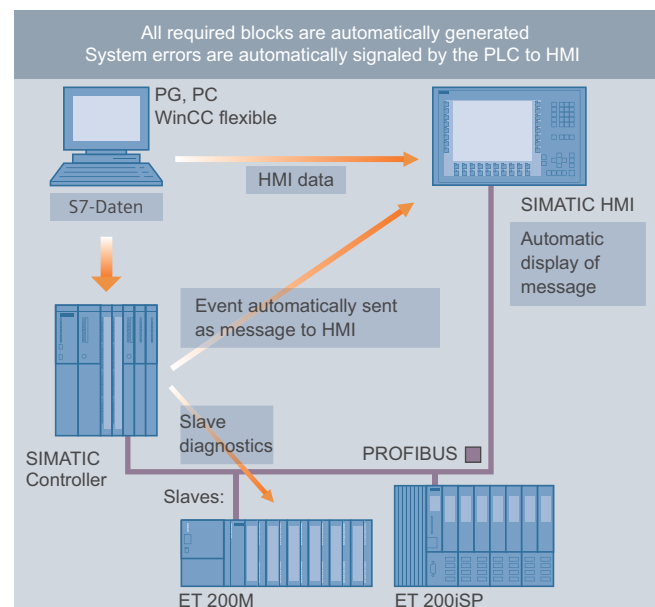 All required blocks are automatically generated
System errors are automatically signaled by the PLC to HMI
PG, PC
WinCC flexible
S7-Daten
HMI data
SIMATIC HMI
Automatic
display of
message
Event automatically sent
as message to HMI
Slave
diagnostics
SIMATIC
Controller
PROFIBUS
Slaves:
ET 200M
ET 200iSP